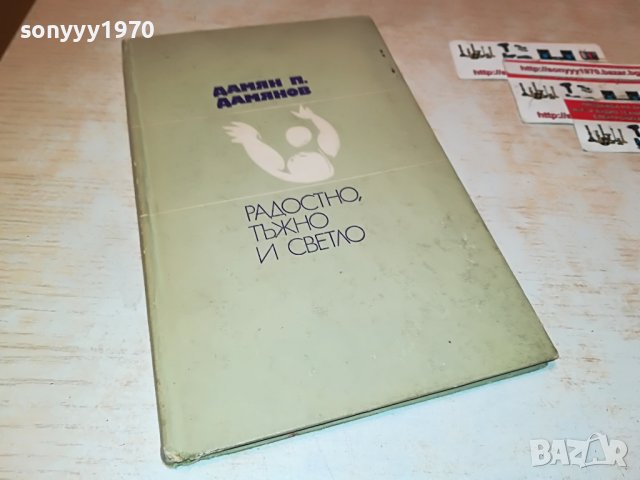 sonyyy1970
ДАМЯН П.
ДАМЯНОВ
РАДОСТНО,
ТЪЖНО
И СВЕТЛО
BAZAR